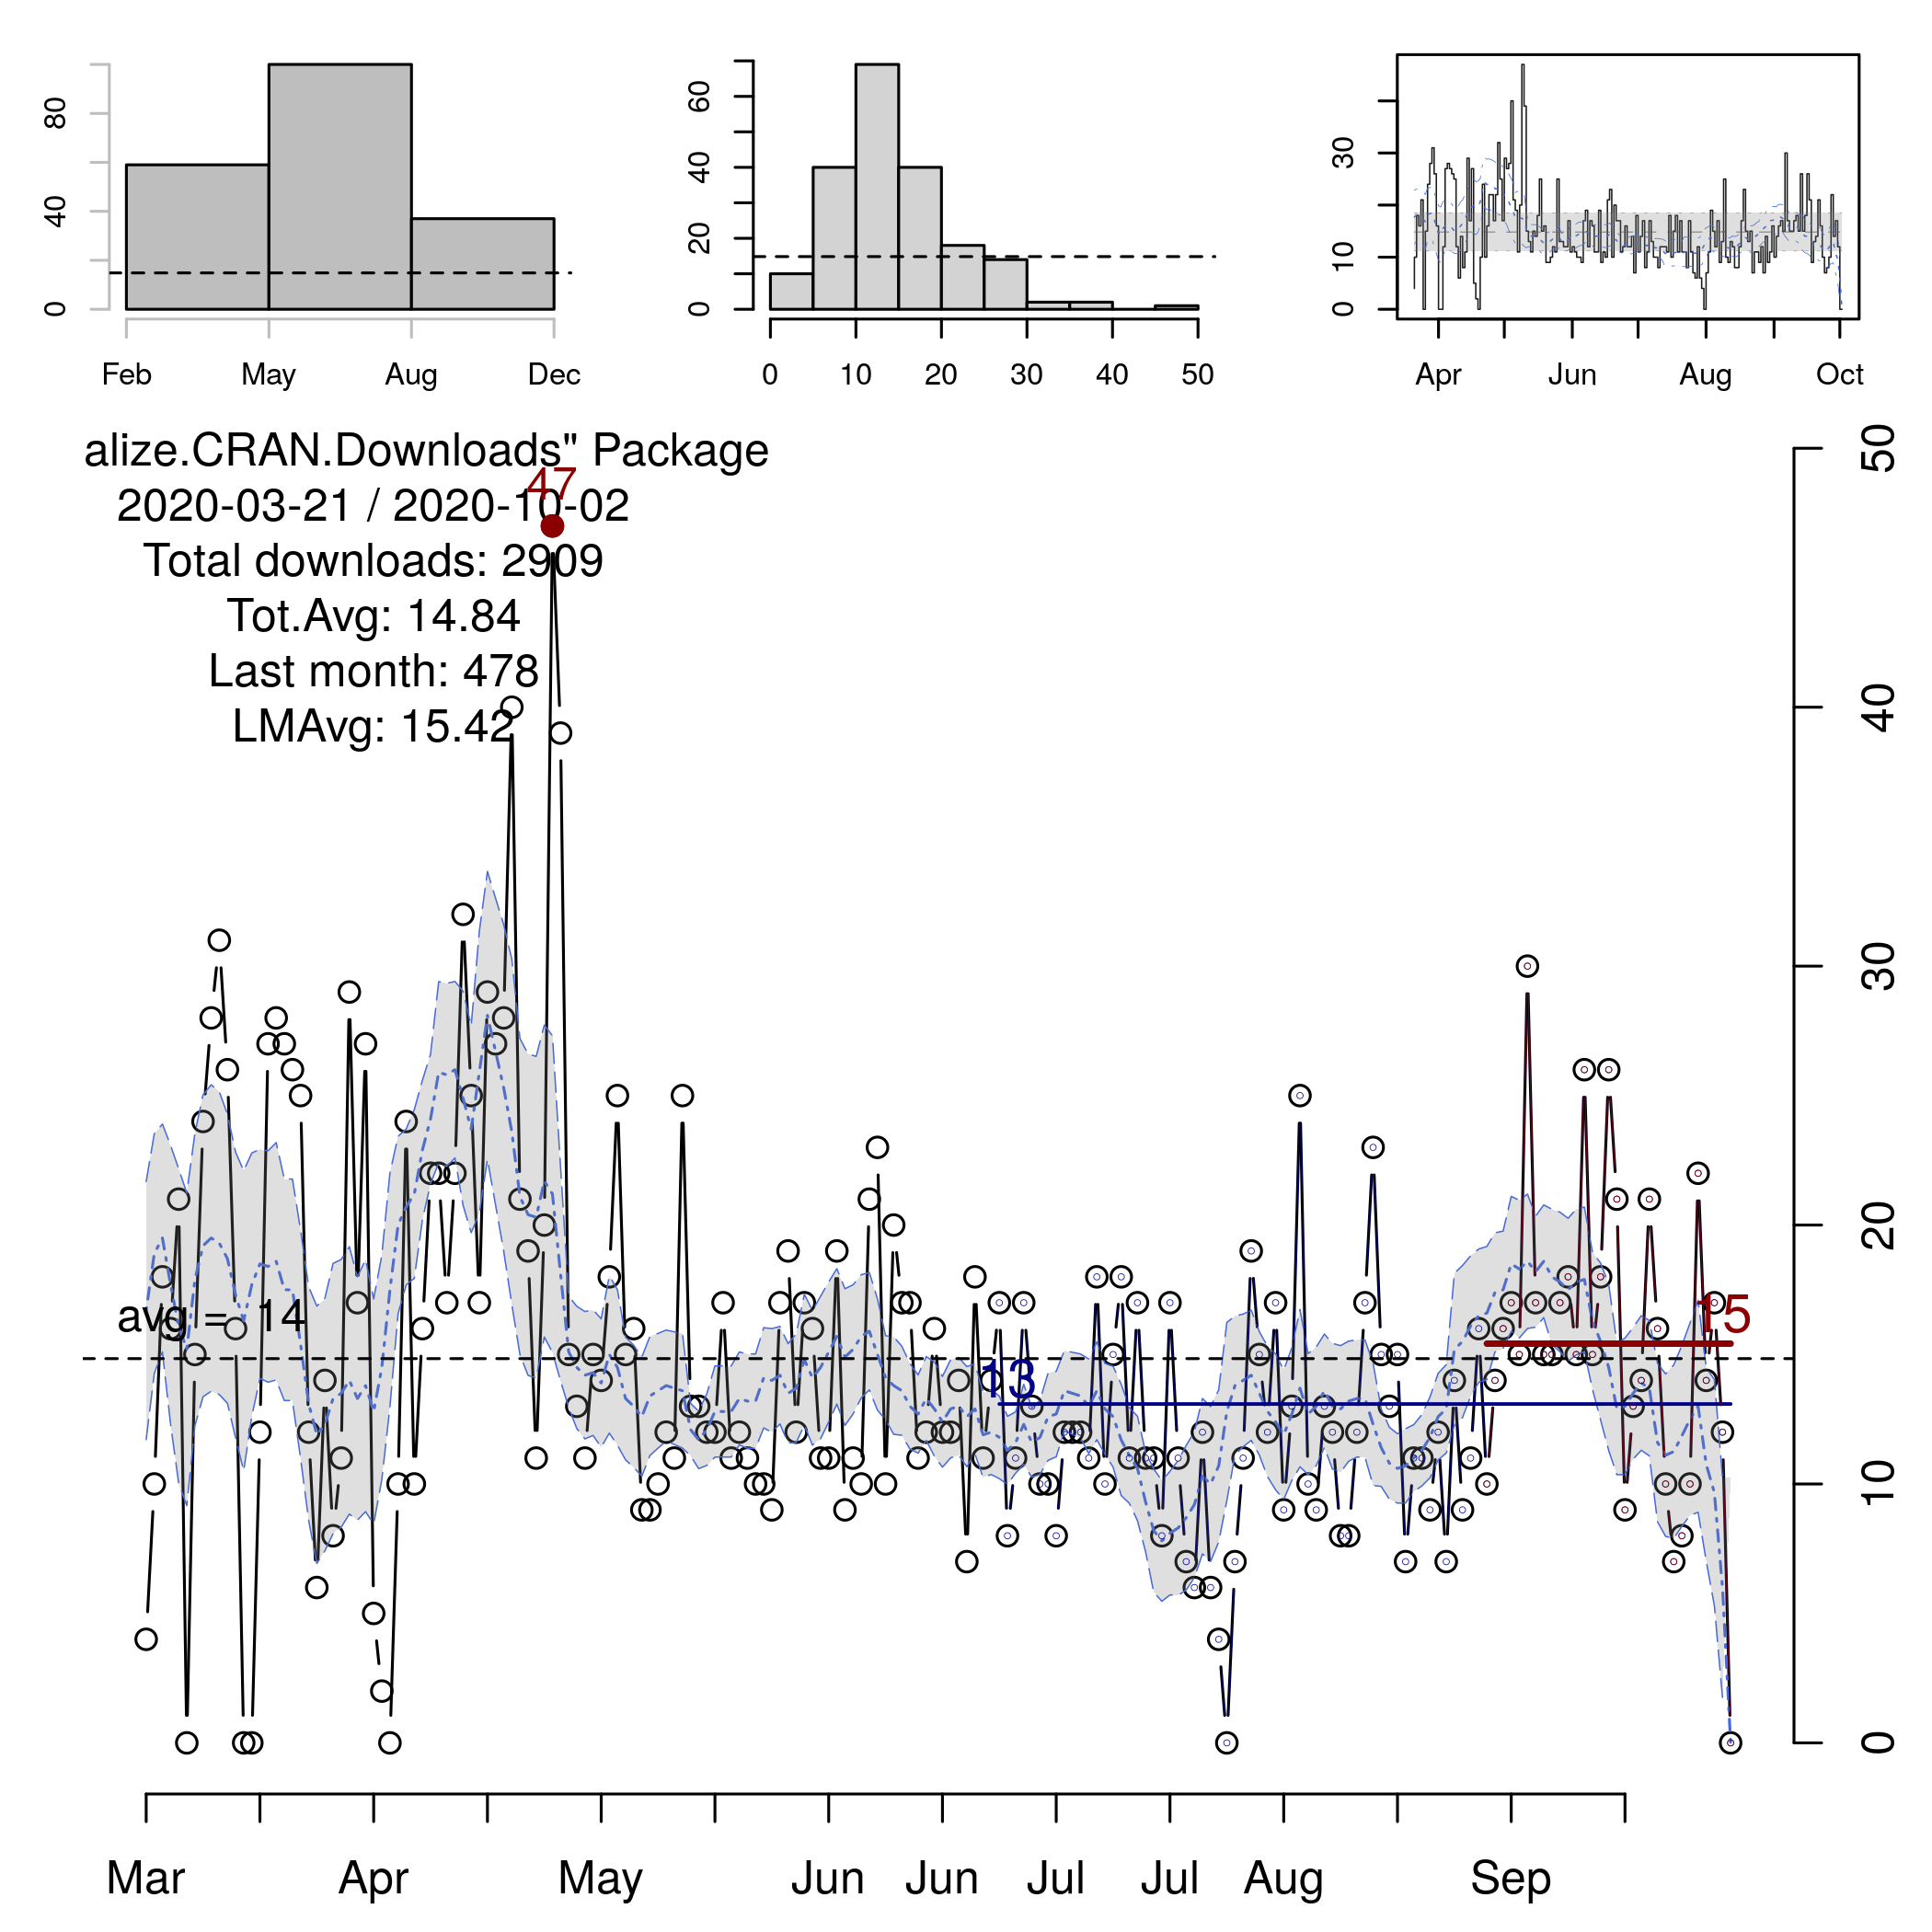 80
40
0
Feb May Aug Dec
60
40
20
0
0 10 20 30 40 50
30
10
0
Apr Jun Aug Oct
alize.CRAN.Downloads" Package
2020-03-21 / 2020-10-02
Total downloads: 2909
Tot.Avg: 14.84
Last month: 478
LMAvg: 15.42
47
avg = 14
13
15
50
40
30
20
10
0
Mar Apr May Jun Jun Jul Jul Aug Sep